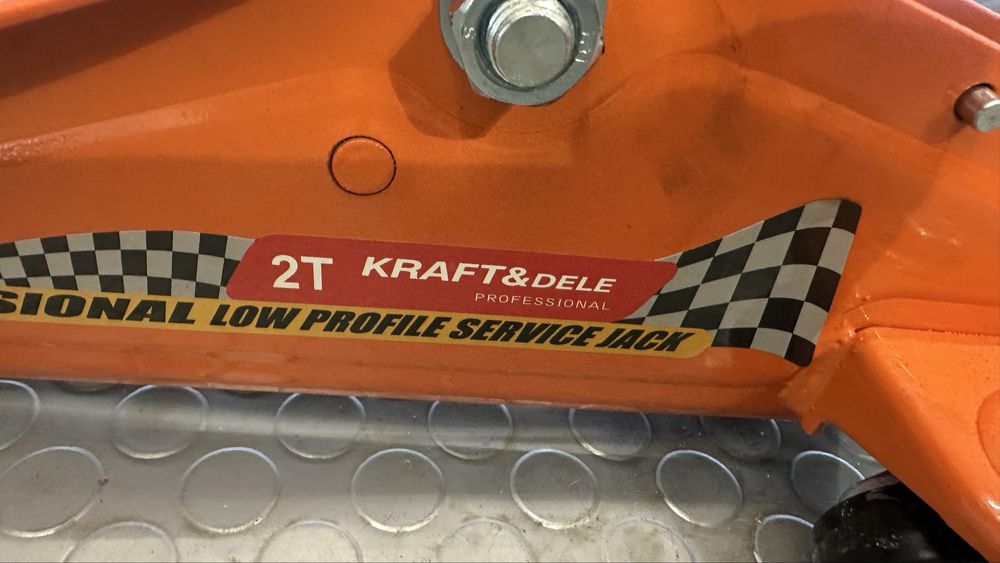 2T KRAFT&DELE
PROFESSIONAL
SIONAL LOW PROFILE SERVICE JACK